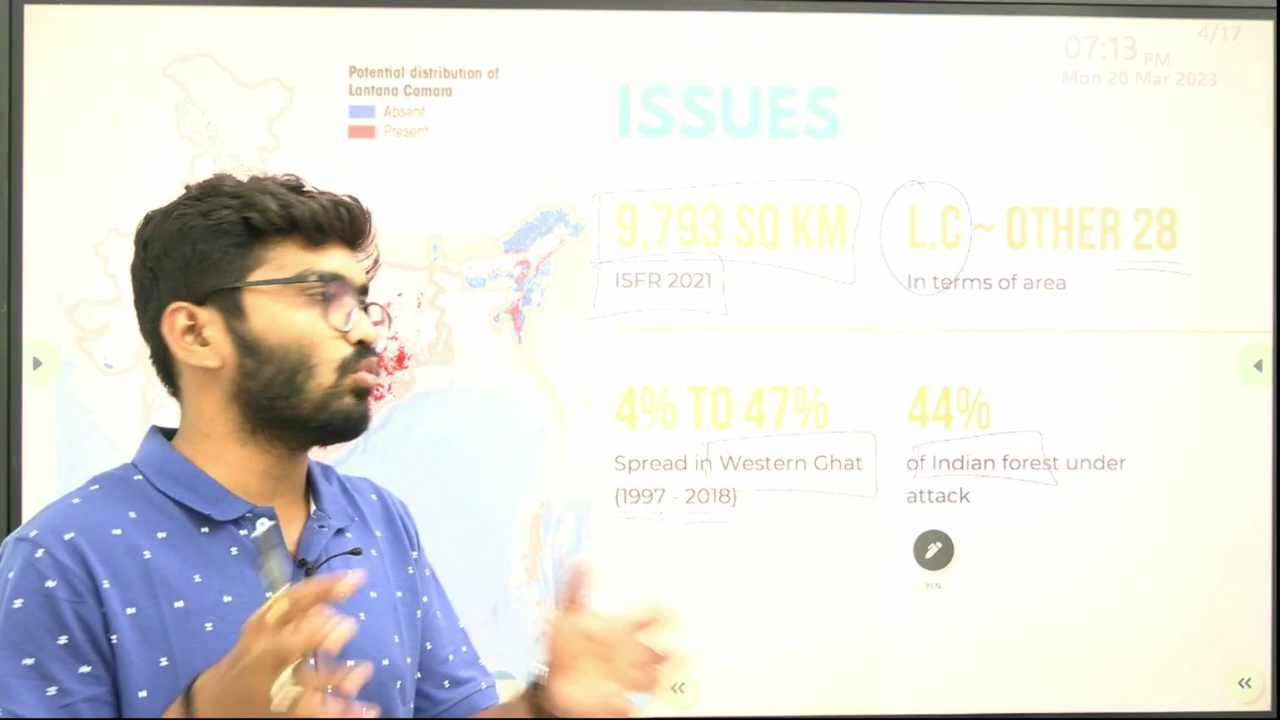 07:13 PM
4/17
Mon 20 Mar 2023
Potential distribution of
Lantana Camara
Absent
Present
ISSUES
9,793 SQ KM
ISFR 2021
L.C ~ OTHER 28
In terms of area
4% TO 47%
Spread in Western Ghat
(1997 - 2018)
44%
of Indian forest under
attack
PEN